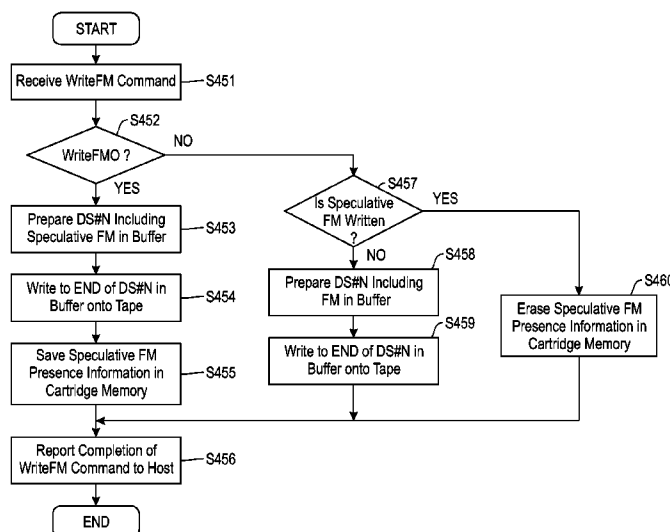 START
Receive WriteFM Command
S451
S452
WriteFMO ?
NO
YES
Prepare DS#N Including
Speculative FM in Buffer
S453
Write to END of DS#N in
Buffer onto Tape
S454
Save Speculative FM
Presence Information in
Cartridge Memory
S455
Report Completion of
WriteFM Command to Host
S456
END
S457
Is Speculative
FM Written
?
YES
NO
S458
Prepare DS#N Including
FM in Buffer
S459
Write to END of DS#N in
Buffer onto Tape
S460
Erase Speculative FM
Presence Information in
Cartridge Memory